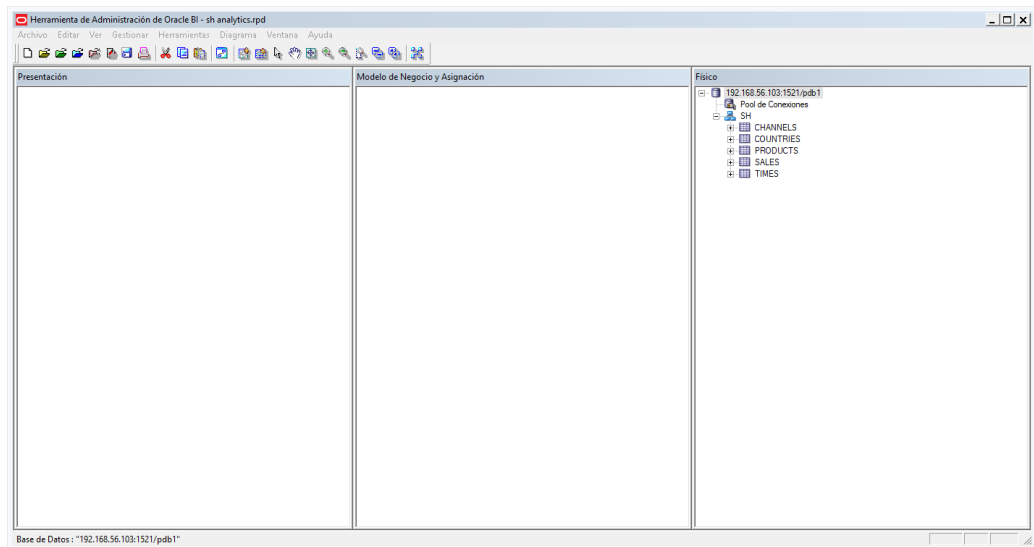 Herramienta de Administración de Oracle BI - sh analytics.rpd
Archivo Editar Ver Gestionar Herramientas Diagrama Ventana Ayuda
Presentación
Modelo de Negocio y Asignación
Físico
192.168.56.103:1521/pdb1
Pool de Conexiones
SH
CHANNELS
COUNTRIES
PRODUCTS
SALES
TIMES
Base de Datos : "192.168.56.103:1521/pdb1"